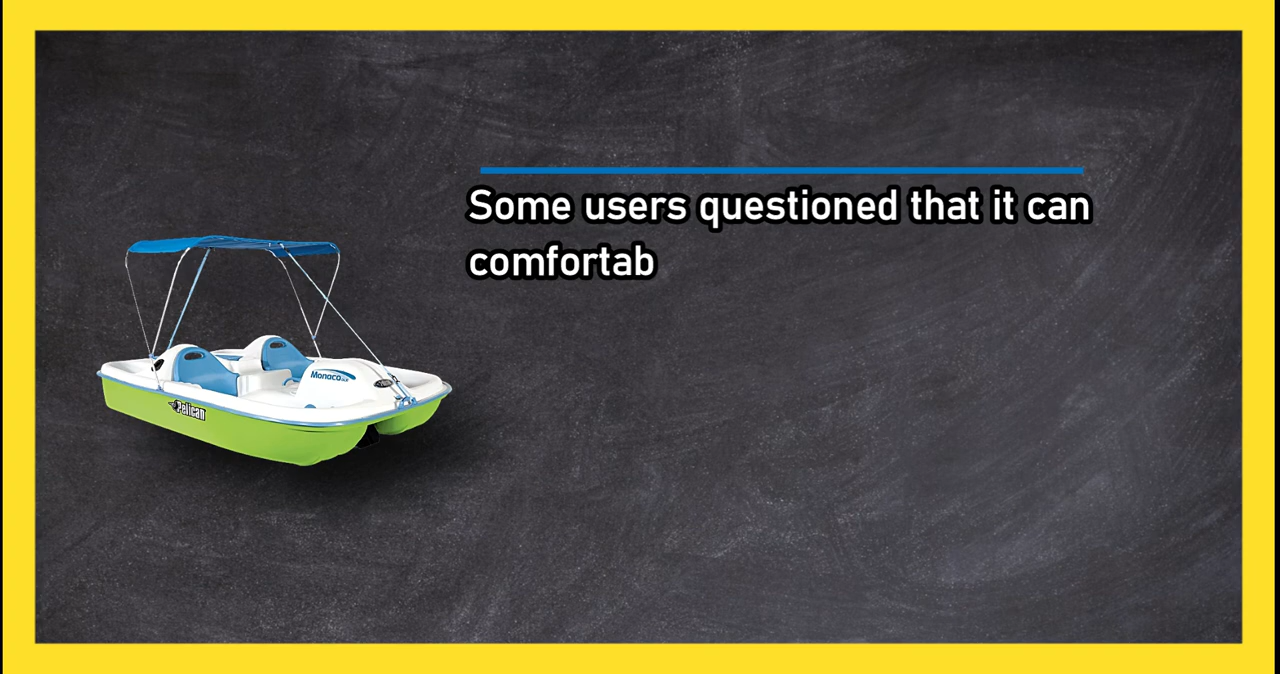 Some users questioned that it can
comfortab
Monaco
Pelican